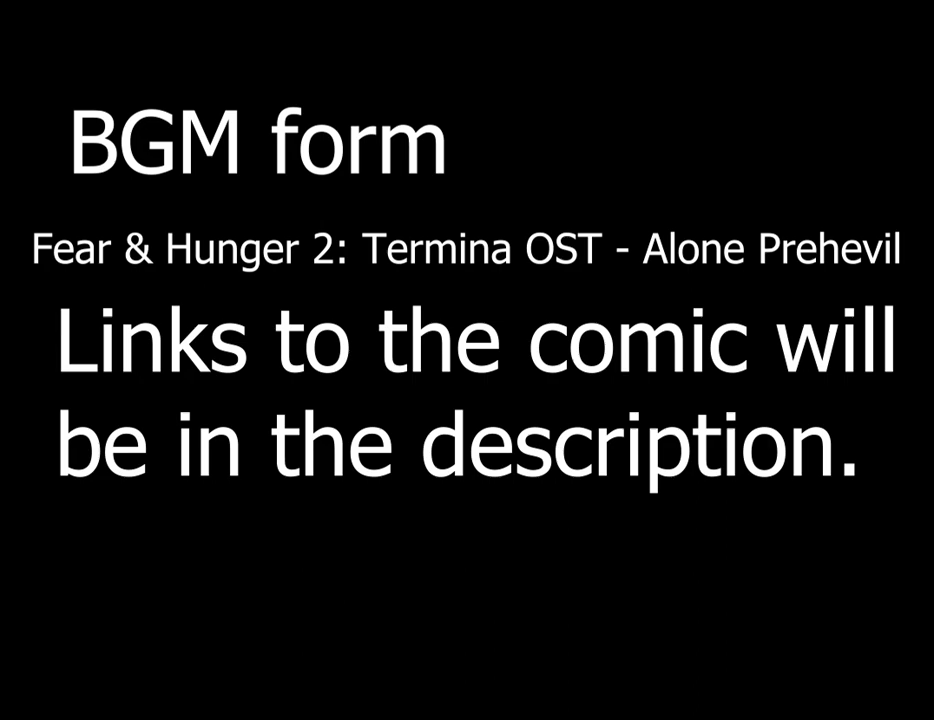 BGM form
Fear & Hunger 2: Termina OST - Alone Prehevil
Links to the comic will
be in the description.